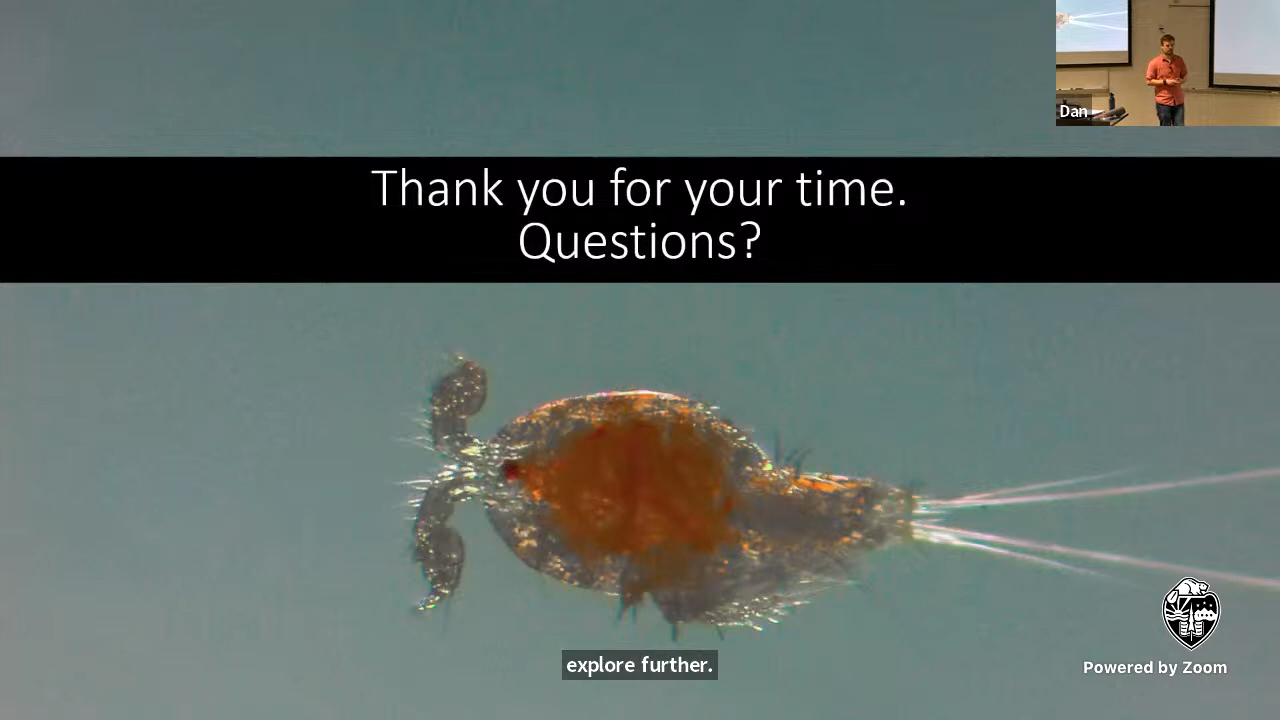 Dan
Thank you for your time.
Questions?
explore further.
Powered by Zoom